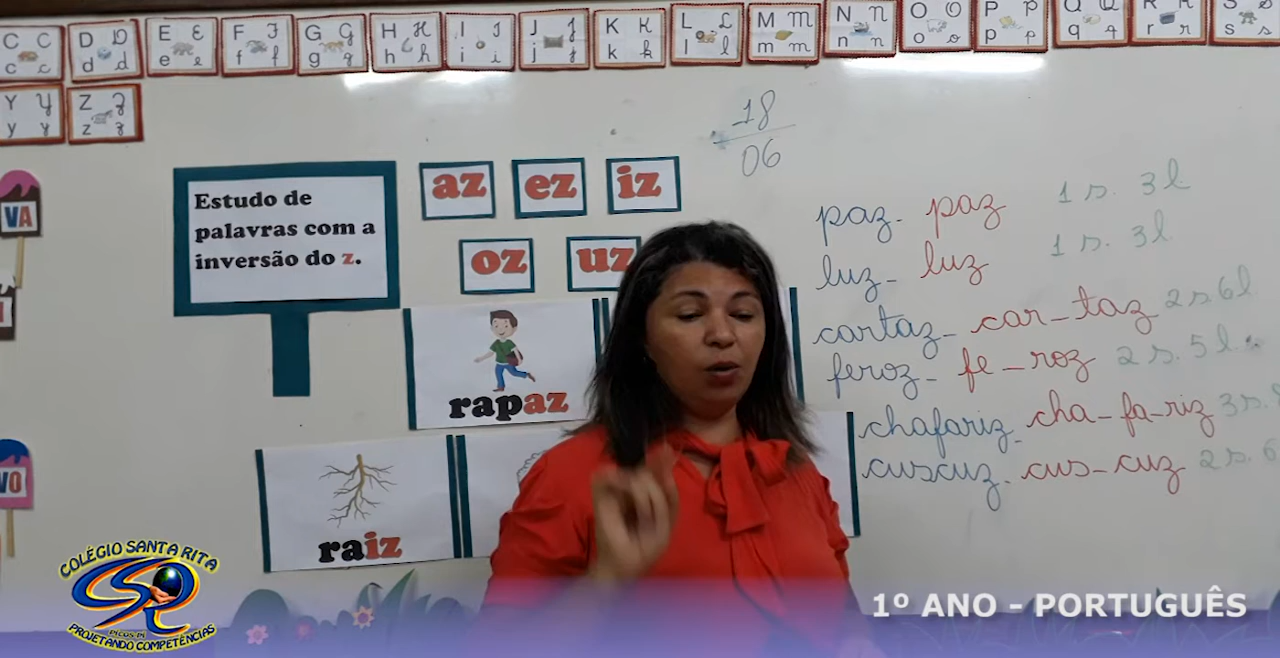 C C c c
D D d d
E E e e
F F f f
G G g g
H H h h
I I i i
J J j j
K K k k
L L l l
M M m m
N N n n
O O o o
P P p p
Q Q q q
R R r r
S S s s
Y Y y y
Z Z z z
18
06
VA
VO
Estudo de
palavras com a
inversão do z.
az ez iz
oz uz
rapaz
raiz
paz- paz 1 s. 3 l
luz- luz 1 s. 3 l
cartaz- car-taz 2 s 6 l
feroz- fe-roz 2 s. 5 l.
chafariz- cha-fa-riz 3 s.
cuscuz- cus-cuz 2 s. 6
COLÉGIO SANTA RITA
PICOS-PI
PROJETANDO COMPETÊNCIAS
1º ANO - PORTUGUÊS